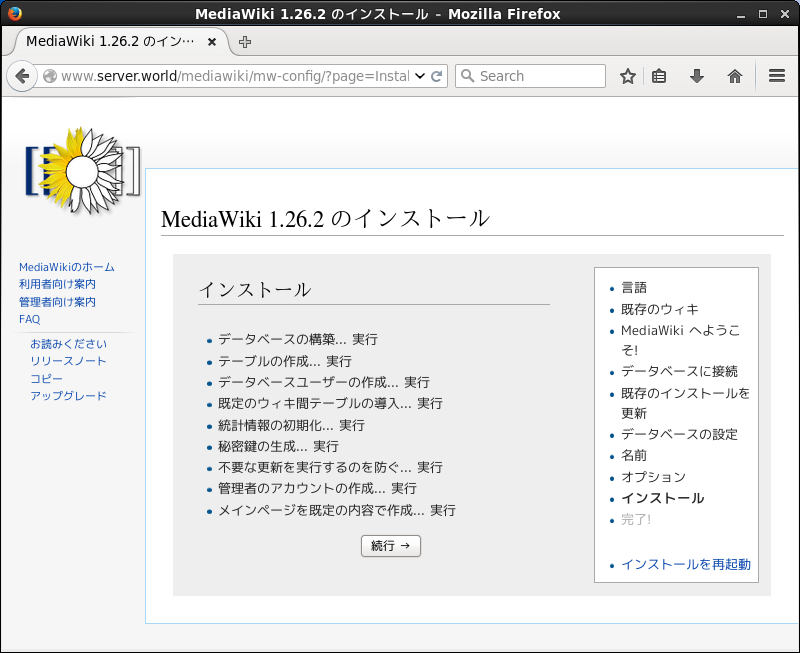 MediaWiki 1.26.2 のインストール - Mozilla Firefox
MediaWiki 1.26.2 のイン…
www.server.world/mediawiki/mw-config/?page=Instal
Search
MediaWiki 1.26.2 のインストール
MediaWikiのホーム
利用者向け案内
管理者向け案内
FAQ
お読みください
リリースノート
コピー
アップグレード
インストール
データベースの構築... 実行
テーブルの作成... 実行
データベースユーザーの作成... 実行
既定のウィキ間テーブルの導入... 実行
統計情報の初期化... 実行
秘密鍵の生成... 実行
不要な更新を実行するのを防ぐ... 実行
管理者のアカウントの作成... 実行
メインページを既定の内容で作成... 実行
続行 →
言語
既存のウィキ
MediaWiki へようこ
そ!
データベースに接続
既存のインストールを
更新
データベースの設定
名前
オプション
インストール
完了!
インストールを再起動